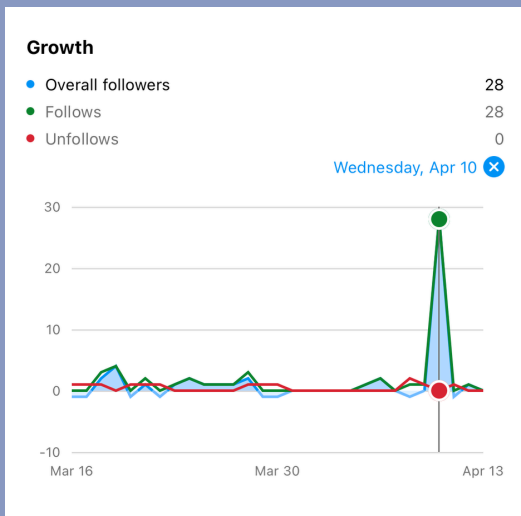 Growth
Overall followers 28
Follows 28
Unfollows 0
Wednesday, Apr 10
30
20
10
0
-10
Mar 16 Mar 30 Apr 13